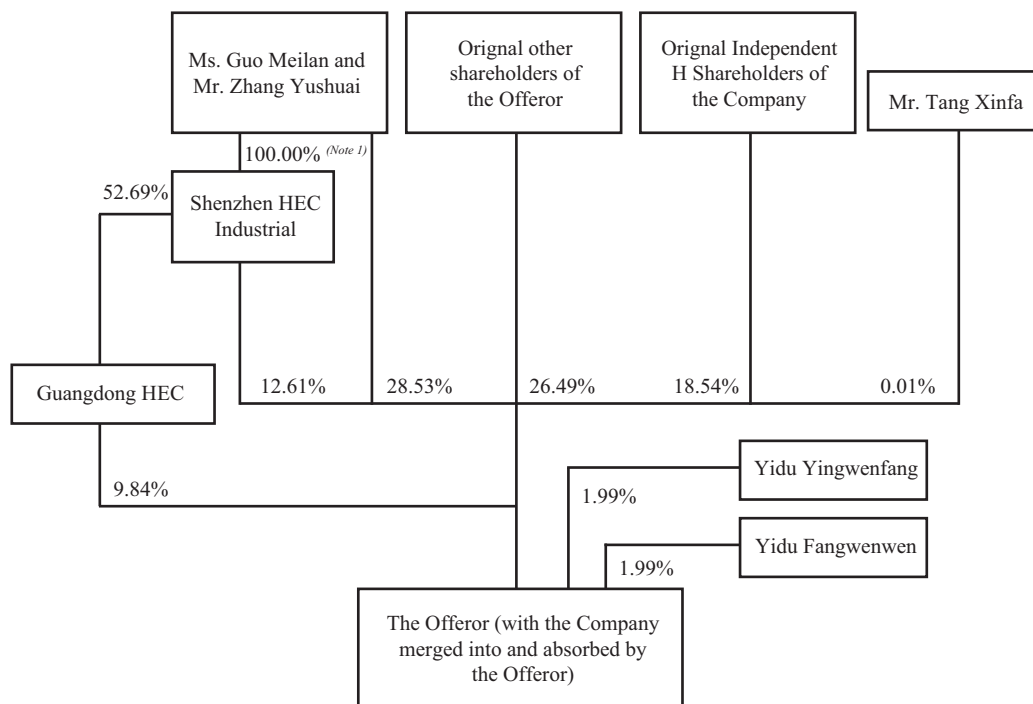 Ms. Guo Meilan and
Mr. Zhang Yushuai
Orignal other
shareholders of
the Offeror
Orignal Independent
H Shareholders of
the Company
Mr. Tang Xinfa
100.00% (Note 1)
52.69%
Shenzhen HEC
Industrial
Guangdong HEC
12.61%
28.53%
26.49%
18.54%
0.01%
9.84%
Yidu Yingwenfang
1.99%
Yidu Fangwenwen
1.99%
The Offeror (with the Company
merged into and absorbed by
the Offeror)